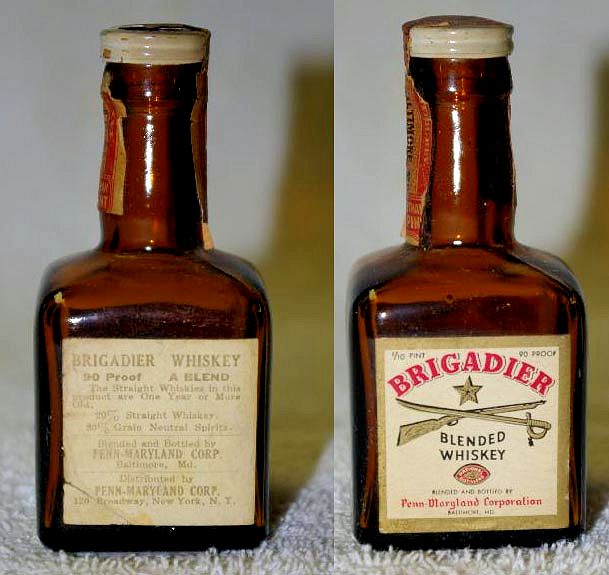 BRIGADIER WHISKEY
90 Proof A BLEND
The Straight Whiskies in this
product are One Year or More
Old.
20% Straight Whiskey.
80% Grain Neutral Spirits.
Blended and Bottled by
PENN-MARYLAND CORP.
Baltimore, Md.
Distributed by
PENN-MARYLAND CORP.
120 Broadway, New York, N. Y.
1/10 PINT 90 PROOF
BRIGADIER
BLENDED
WHISKEY
BLENDED AND BOTTLED BY
Penn-Maryland Corporation
BALTIMORE, MD.